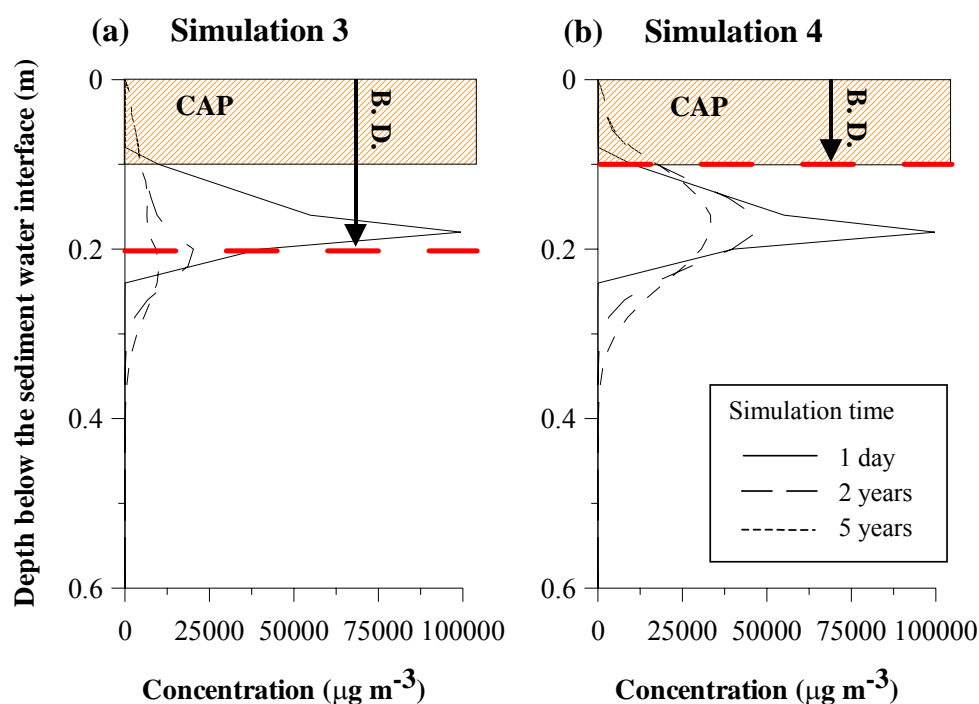 (a) Simulation 3
(b) Simulation 4
Depth below the sediment water interface (m)
0
0.2
0.4
0.6
CAP
B. D.
0 25000 50000 75000 100000
Concentration (μg m-3)
0
0.2
0.4
0.6
CAP
B. D.
Simulation time
1 day
2 years
5 years
0 25000 50000 75000 100000
Concentration (μg m-3)